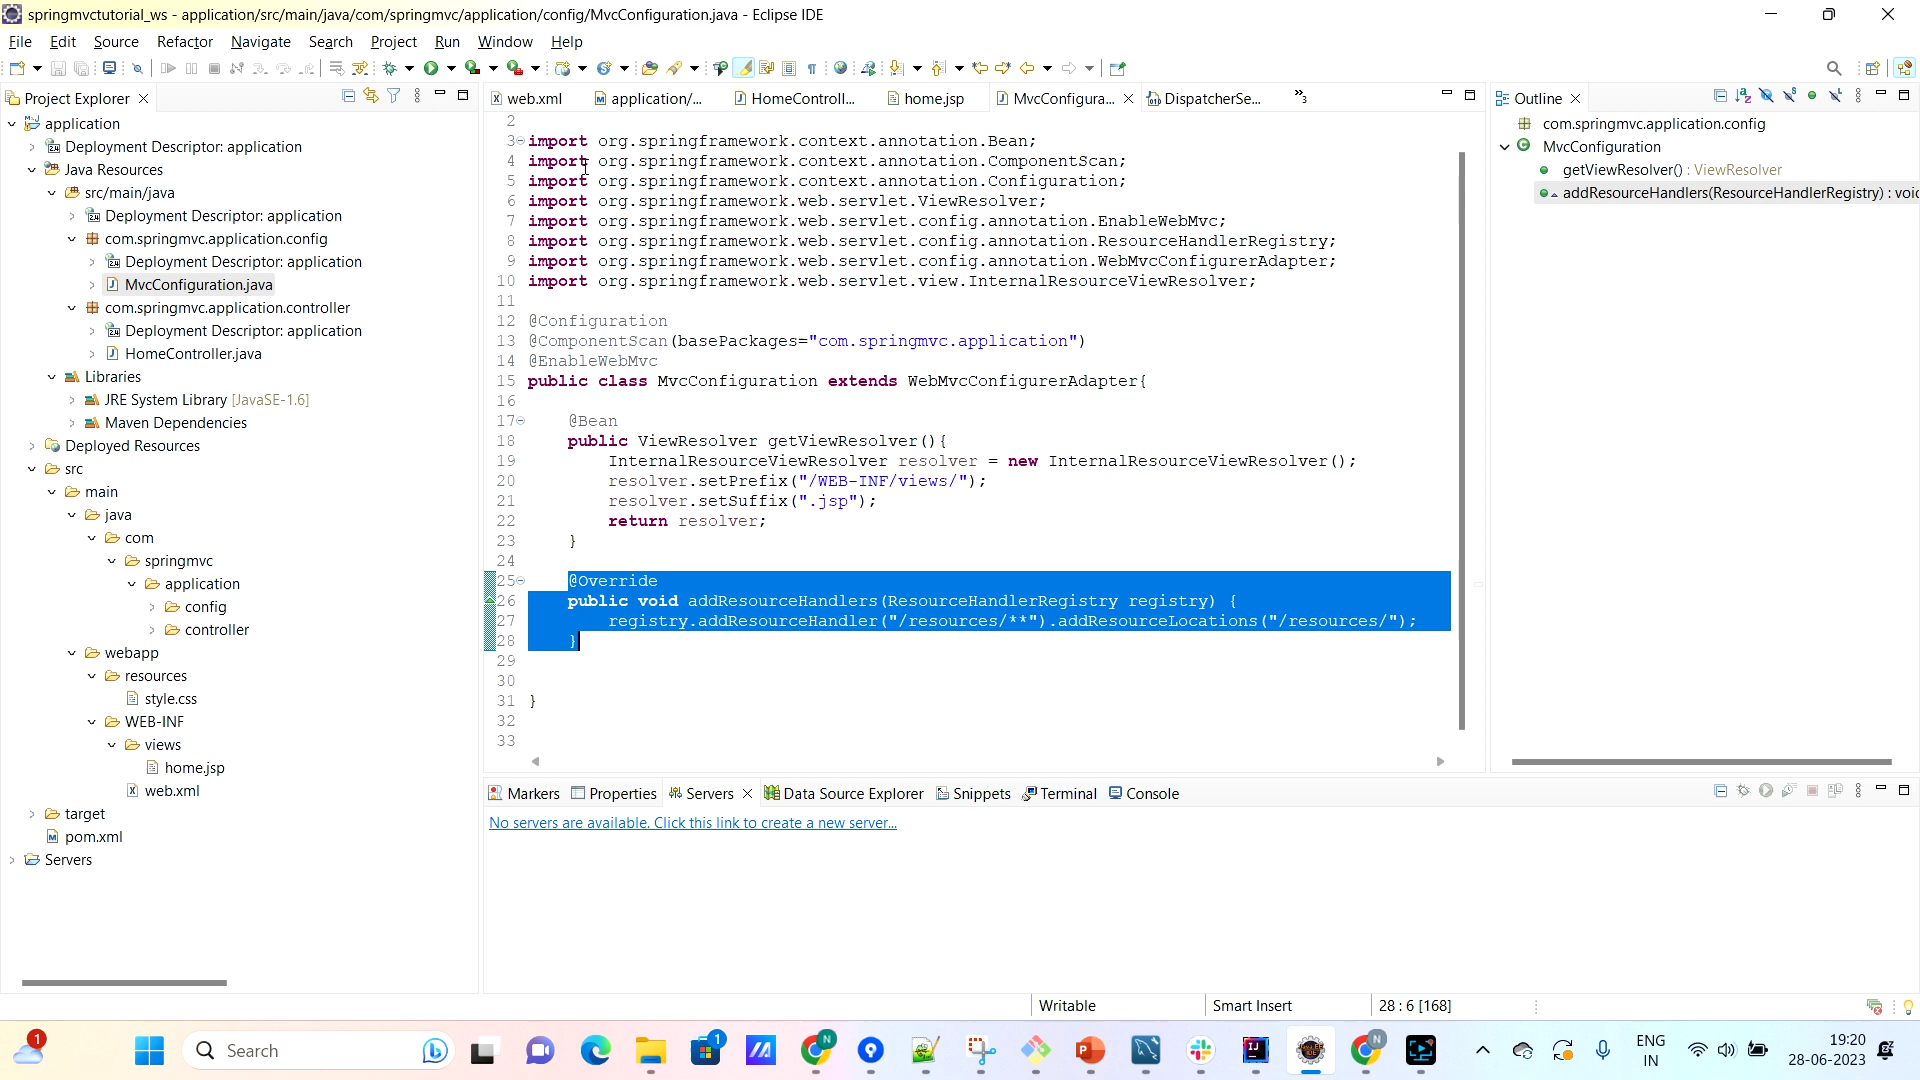 springmvctutorial_ws - application/src/main/java/com/springmvc/application/config/MvcConfiguration.java - Eclipse IDE
File Edit Source Refactor Navigate Search Project Run Window Help
Project Explorer
application
Deployment Descriptor: application
Java Resources
src/main/java
Deployment Descriptor: application
com.springmvc.application.config
Deployment Descriptor: application
MvcConfiguration.java
com.springmvc.application.controller
Deployment Descriptor: application
HomeController.java
Libraries
JRE System Library [JavaSE-1.6]
Maven Dependencies
Deployed Resources
src
main
java
com
springmvc
application
config
controller
webapp
resources
style.css
WEB-INF
views
home.jsp
web.xml
target
pom.xml
Servers
web.xml application/... HomeControll... home.jsp MvcConfigura... DispatcherSe... »3
2
3 import org.springframework.context.annotation.Bean;
4 import org.springframework.context.annotation.ComponentScan;
5 import org.springframework.context.annotation.Configuration;
6 import org.springframework.web.servlet.ViewResolver;
7 import org.springframework.web.servlet.config.annotation.EnableWebMvc;
8 import org.springframework.web.servlet.config.annotation.ResourceHandlerRegistry;
9 import org.springframework.web.servlet.config.annotation.WebMvcConfigurerAdapter;
10 import org.springframework.web.servlet.view.InternalResourceViewResolver;
11
12 @Configuration
13 @ComponentScan(basePackages="com.springmvc.application")
14 @EnableWebMvc
15 public class MvcConfiguration extends WebMvcConfigurerAdapter{
16
17 @Bean
18 public ViewResolver getViewResolver(){
19 InternalResourceViewResolver resolver = new InternalResourceViewResolver();
20 resolver.setPrefix("/WEB-INF/views/");
21 resolver.setSuffix(".jsp");
22 return resolver;
23 }
24
25 @Override
26 public void addResourceHandlers(ResourceHandlerRegistry registry) {
27 registry.addResourceHandler("/resources/**").addResourceLocations("/resources/");
28 }
29
30
31 }
32
33
Outline
com.springmvc.application.config
MvcConfiguration
getViewResolver() : ViewResolver
addResourceHandlers(ResourceHandlerRegistry) : voi
Markers Properties Servers Data Source Explorer Snippets Terminal Console
No servers are available. Click this link to create a new server...
Writable Smart Insert 28 : 6 [168]
1 Search 1 N N ENG IN 19:20 28-06-2023